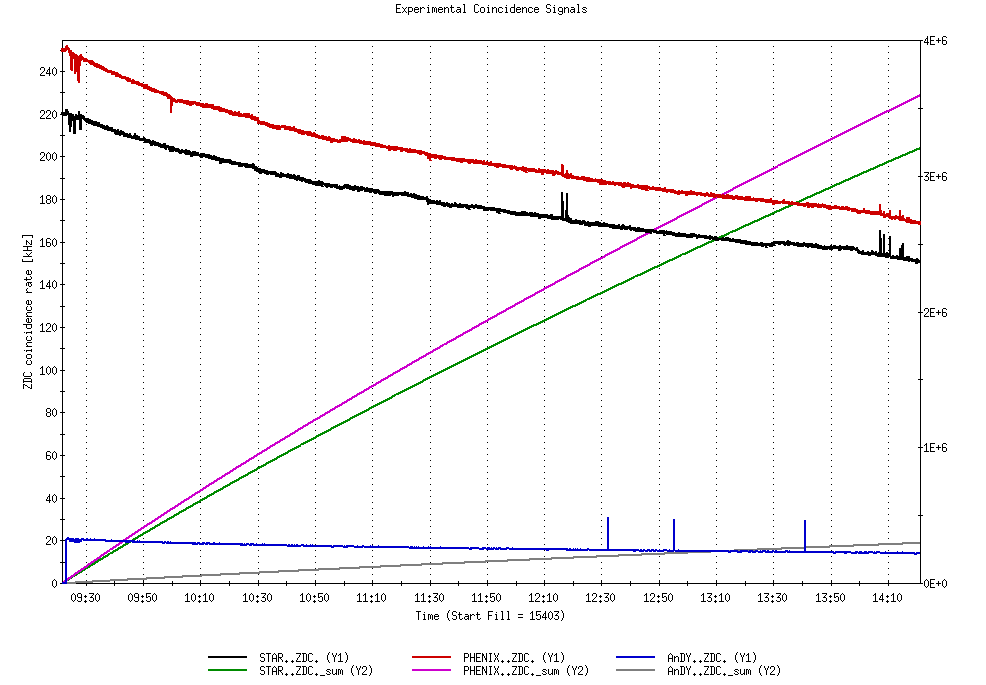 Experimental Coincidence Signals
4E+6
240
220
200
3E+6
180
160
140
2E+6
120
100
80
1E+6
60
40
20
0
0E+0
ZDC coincidence rate [kHz]
09:30 09:50 10:10 10:30 10:50 11:10 11:30 11:50 12:10 12:30 12:50 13:10 13:30 13:50 14:10
Time (Start Fill = 15403)
STAR..ZDC. (Y1) PHENIX..ZDC. (Y1) AnDY..ZDC. (Y1)
STAR..ZDC._sum (Y2) PHENIX..ZDC._sum (Y2) AnDY..ZDC._sum (Y2)